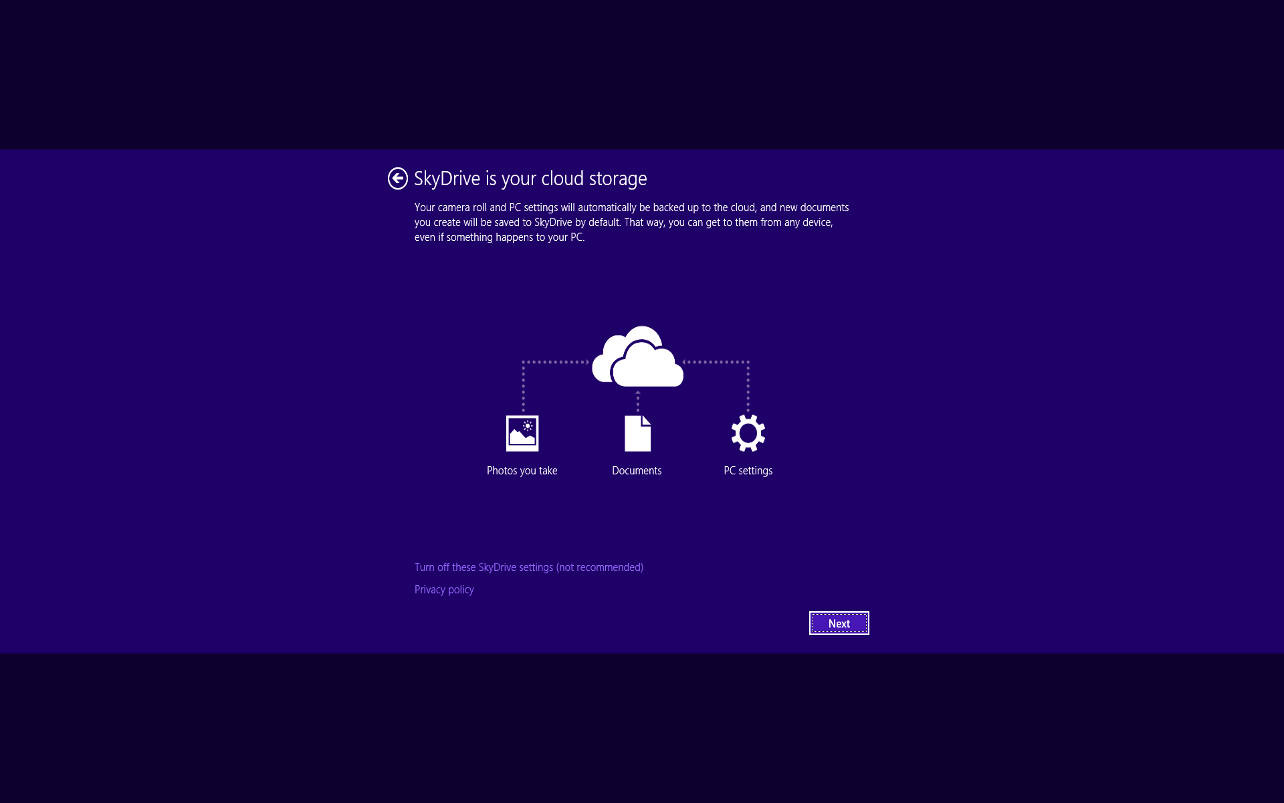 SkyDrive is your cloud storage
Your camera roll and PC settings will automatically be backed up to the cloud, and new documents
you create will be saved to SkyDrive by default. That way, you can get to them from any device,
even if something happens to your PC.
Photos you take
Documents
PC settings
Turn off these SkyDrive settings (not recommended)
Privacy policy
Next